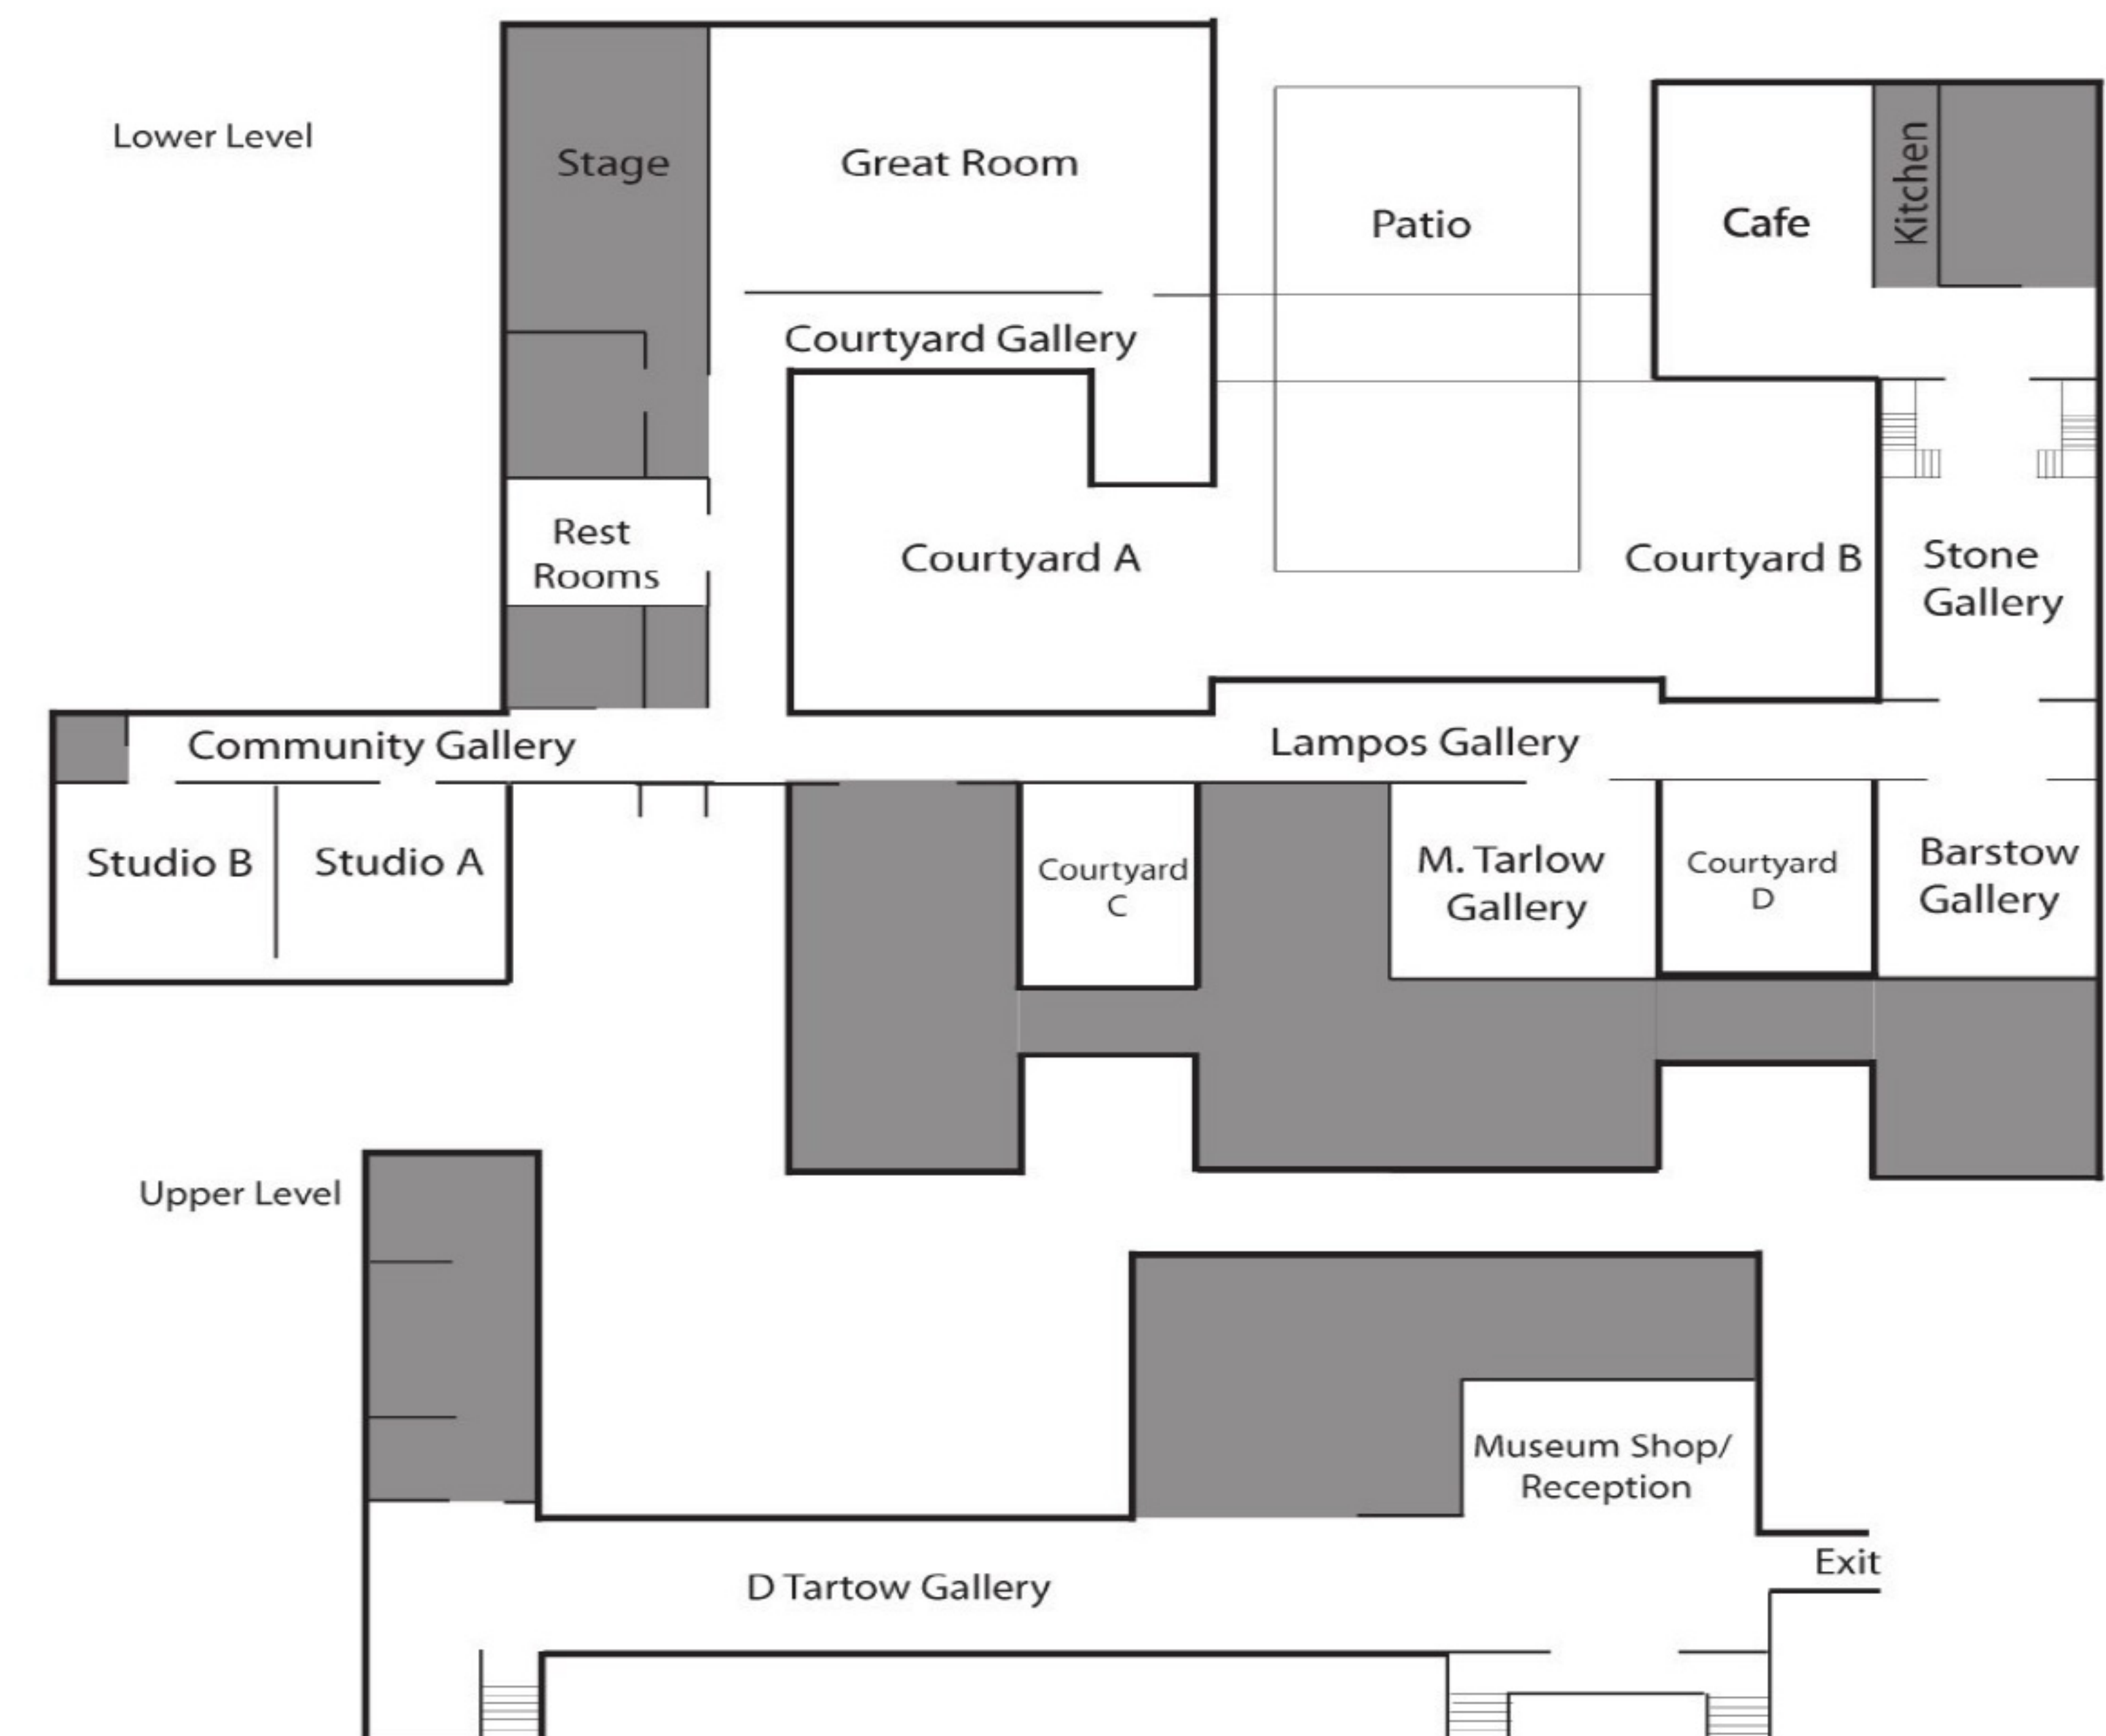 Lower Level
Stage
Great Room
Patio
Cafe
Kitchen
Courtyard Gallery
Rest
Rooms
Courtyard A
Courtyard B
Stone
Gallery
Community Gallery
Lampos Gallery
Studio B
Studio A
Courtyard
C
M. Tarlow
Gallery
Courtyard
D
Barstow
Gallery
Upper Level
Museum Shop/
Reception
Exit
D Tartow Gallery